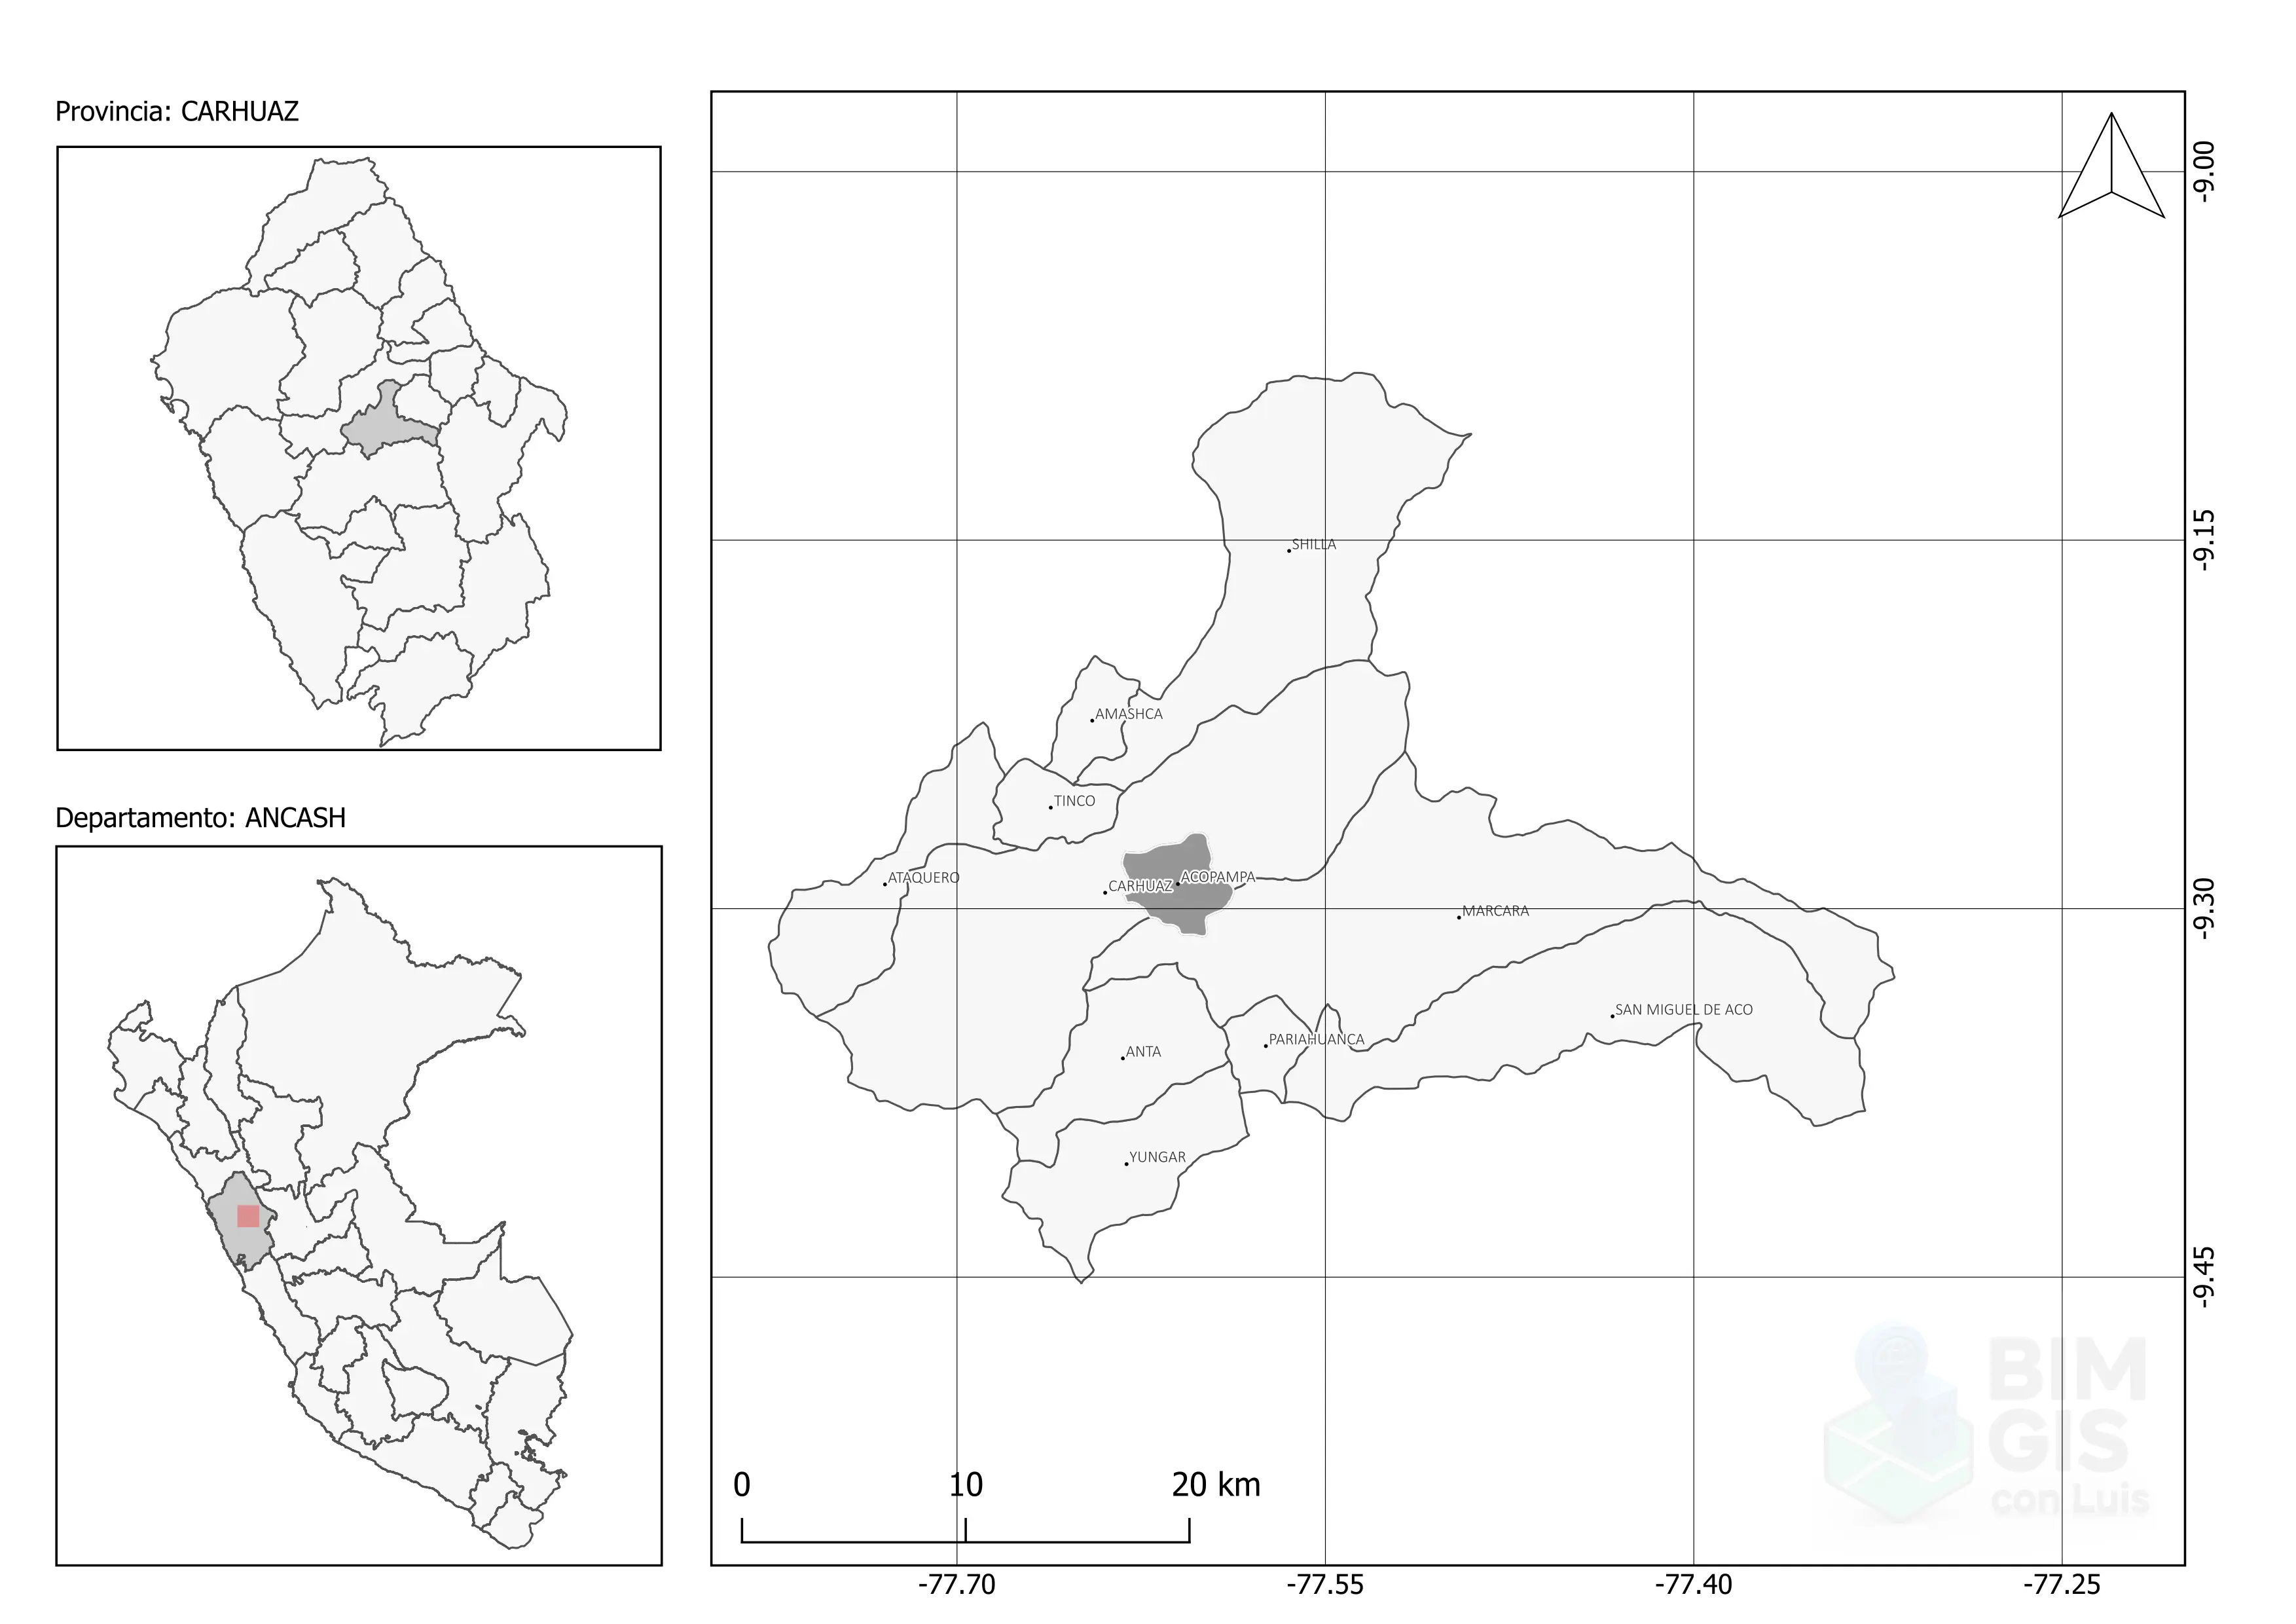 Provincia: CARHUAZ
Departamento: ANCASH
-9.00
-9.15
-9.30
-9.45
SHILLA
AMASHCA
TINCO
ATAQUERO
CARHUAZ
ACOPAMPA
MARCARA
SAN MIGUEL DE ACO
PARIAHUANCA
ANTA
YUNGAR
BIM
GIS
con Luis
0 10 20 km
-77.70 -77.55 -77.40 -77.25